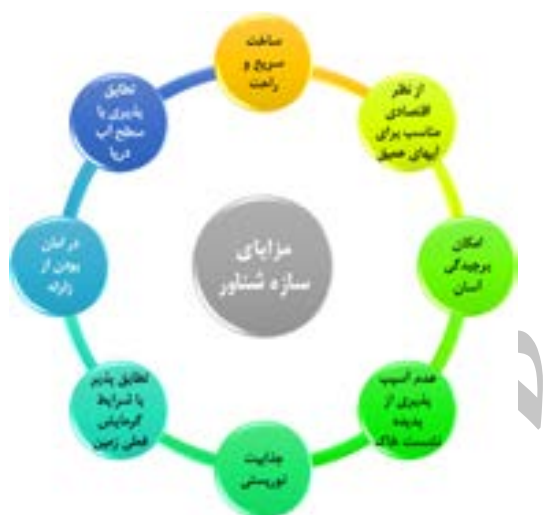 مزایای
سازه شناور
ساخت
سریع و
راحت
از نظر
اقتصادی
مناسب برای
آبهای عمیق
امکان
برچیدگی
آسان
عدم آسیب
پذیری از
پدیده
نشست خاک
جذابیت
توریستی
تطابق پذیر
با شرایط
گرمایش
فعلی زمین
در امان
بودن از
زلزله
تطابق
پذیری با
سطح آب
دریا